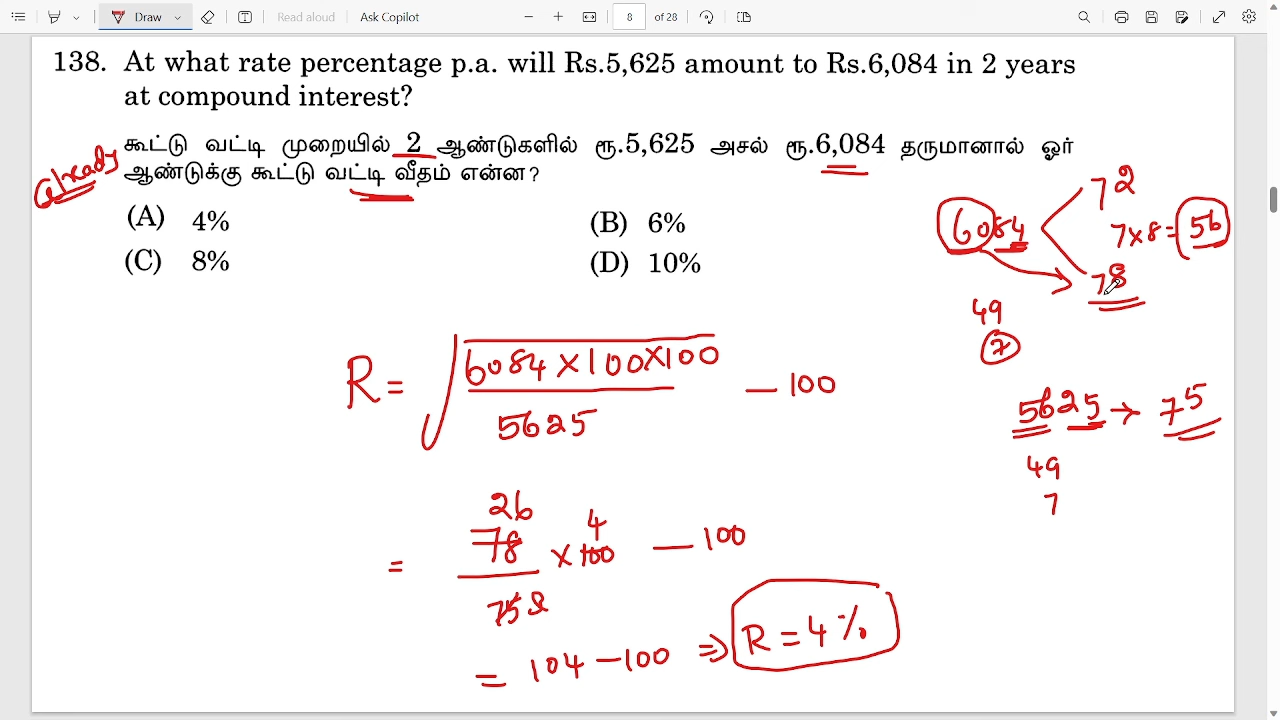 Draw
Read aloud
Ask Copilot
8
of 28
138. At what rate percentage p.a. will Rs.5,625 amount to Rs.6,084 in 2 years
at compound interest?
Already
கூட்டு வட்டி முறையில் 2 ஆண்டுகளில் ரூ.5,625 அசல் ரூ.6,084 தருமானால் ஓர்
ஆண்டுக்கு கூட்டு வட்டி வீதம் என்ன?
(A) 4%
(B) 6%
(C) 8%
(D) 10%
6084
72
7x8=56
78
49
7
5625 → 75
49
7
R = √ 6084 x 100 x 100 — 100
5625
26
4
= 78 x 100 — 100
75
= 104 – 100 ⇒ R = 4%